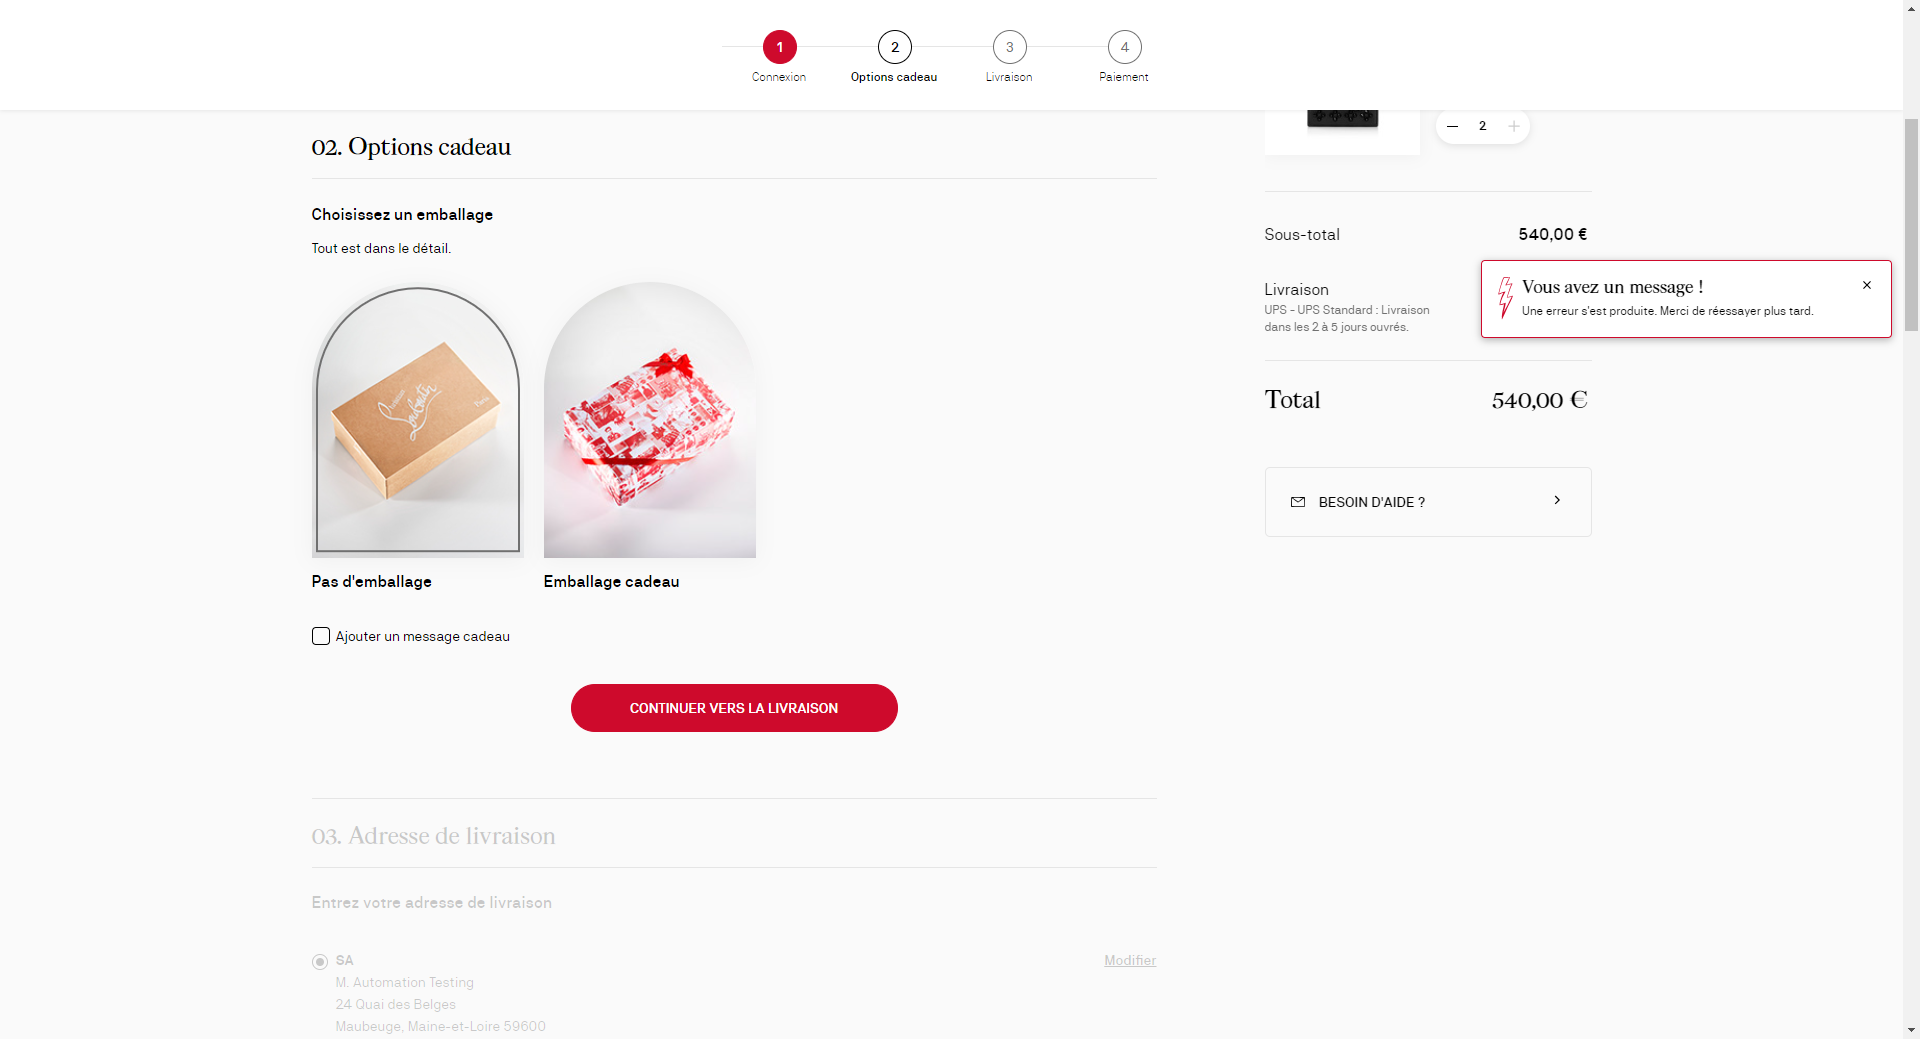 1
Connexion
2
Options cadeau
3
Livraison
4
Paiement
02. Options cadeau
Choisissez un emballage
Tout est dans le détail.
Louboutin
Paris
Pas d'emballage
Emballage cadeau
Ajouter un message cadeau
CONTINUER VERS LA LIVRAISON
03. Adresse de livraison
Entrez votre adresse de livraison
SA
Modifier
M. Automation Testing
24 Quai des Belges
Maubeuge, Maine-et-Loire 59600
2
Sous-total
540,00 €
Livraison
UPS - UPS Standard : Livraison
dans les 2 à 5 jours ouvrés.
Vous avez un message !
Une erreur s'est produite. Merci de réessayer plus tard.
Total
540,00 €
BESOIN D'AIDE ?